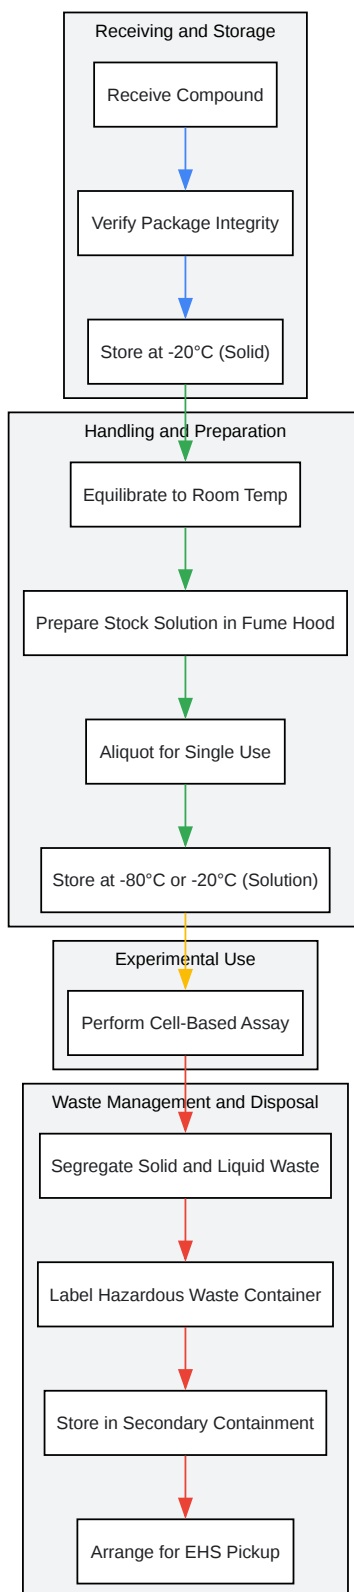 Receiving and Storage
Receive Compound
Verify Package Integrity
Store at -20°C (Solid)
Handling and Preparation
Equilibrate to Room Temp
Prepare Stock Solution in Fume Hood
Aliquot for Single Use
Store at -80°C or -20°C (Solution)
Experimental Use
Perform Cell-Based Assay
Waste Management and Disposal
Segregate Solid and Liquid Waste
Label Hazardous Waste Container
Store in Secondary Containment
Arrange for EHS Pickup